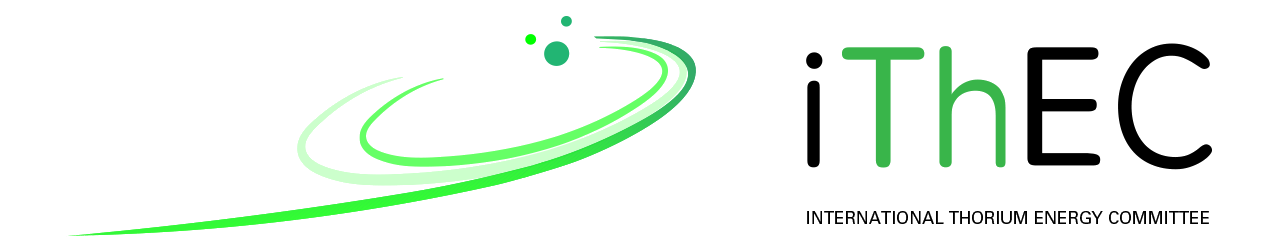 iThEC
INTERNATIONAL THORIUM ENERGY COMMITTEE